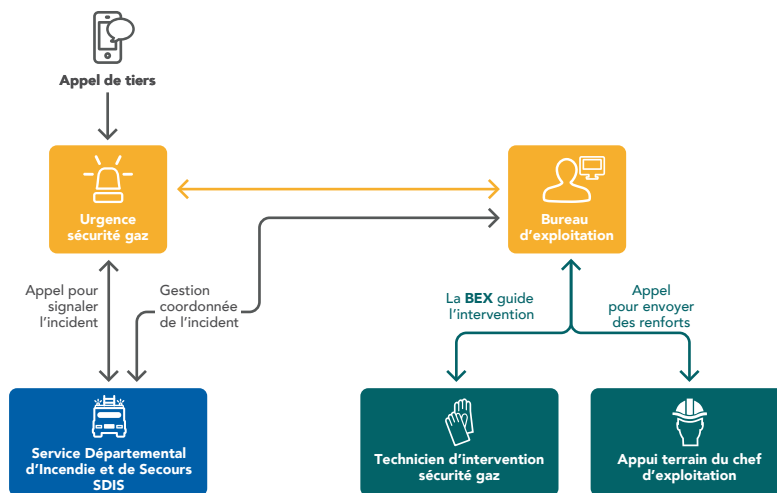 Appel de tiers
Urgence
sécurité gaz
Bureau
d'exploitation
Appel pour
signaler
l'incident
Gestion
coordonnée
de l'incident
La BEX guide
l'intervention
Appel
pour envoyer
des renforts
Service Départemental
d'Incendie et de Secours
SDIS
Technicien d'intervention
sécurité gaz
Appui terrain du chef
d'exploitation